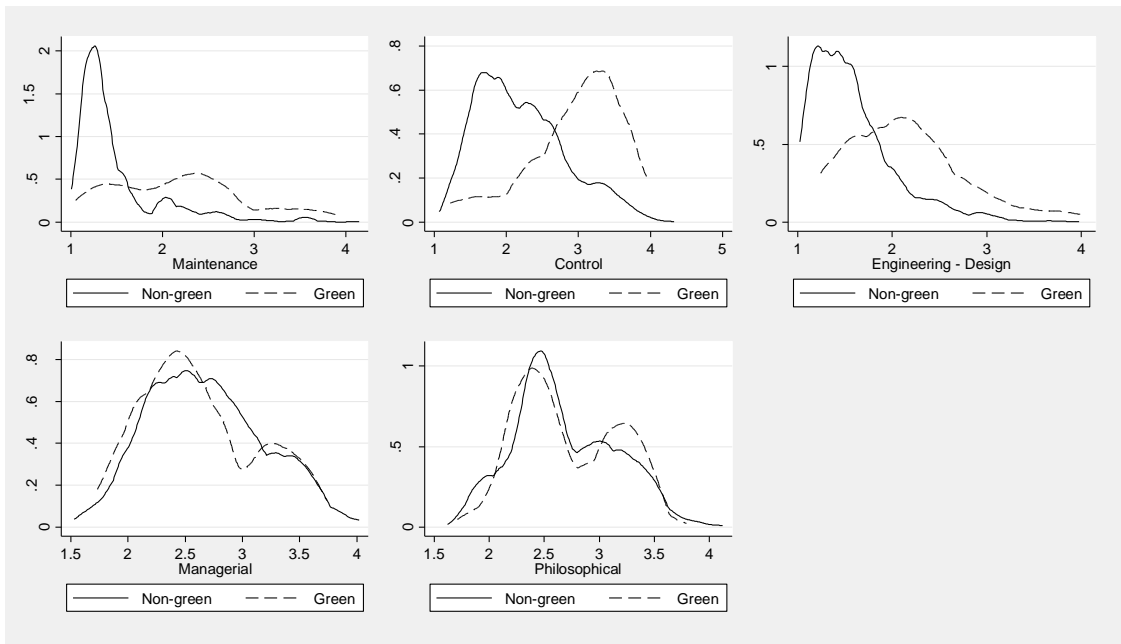 0 .5 1 1.5 2
1 2 3 4
Maintenance
Non-green Green
0 .2 .4 .6 .8
1 2 3 4 5
Control
Non-green Green
0 .5 1
1 2 3 4
Engineering - Design
Non-green Green
0 .2 .4 .6 .8
1.5 2 2.5 3 3.5 4
Managerial
Non-green Green
0 .5 1
1.5 2 2.5 3 3.5 4
Philosophical
Non-green Green